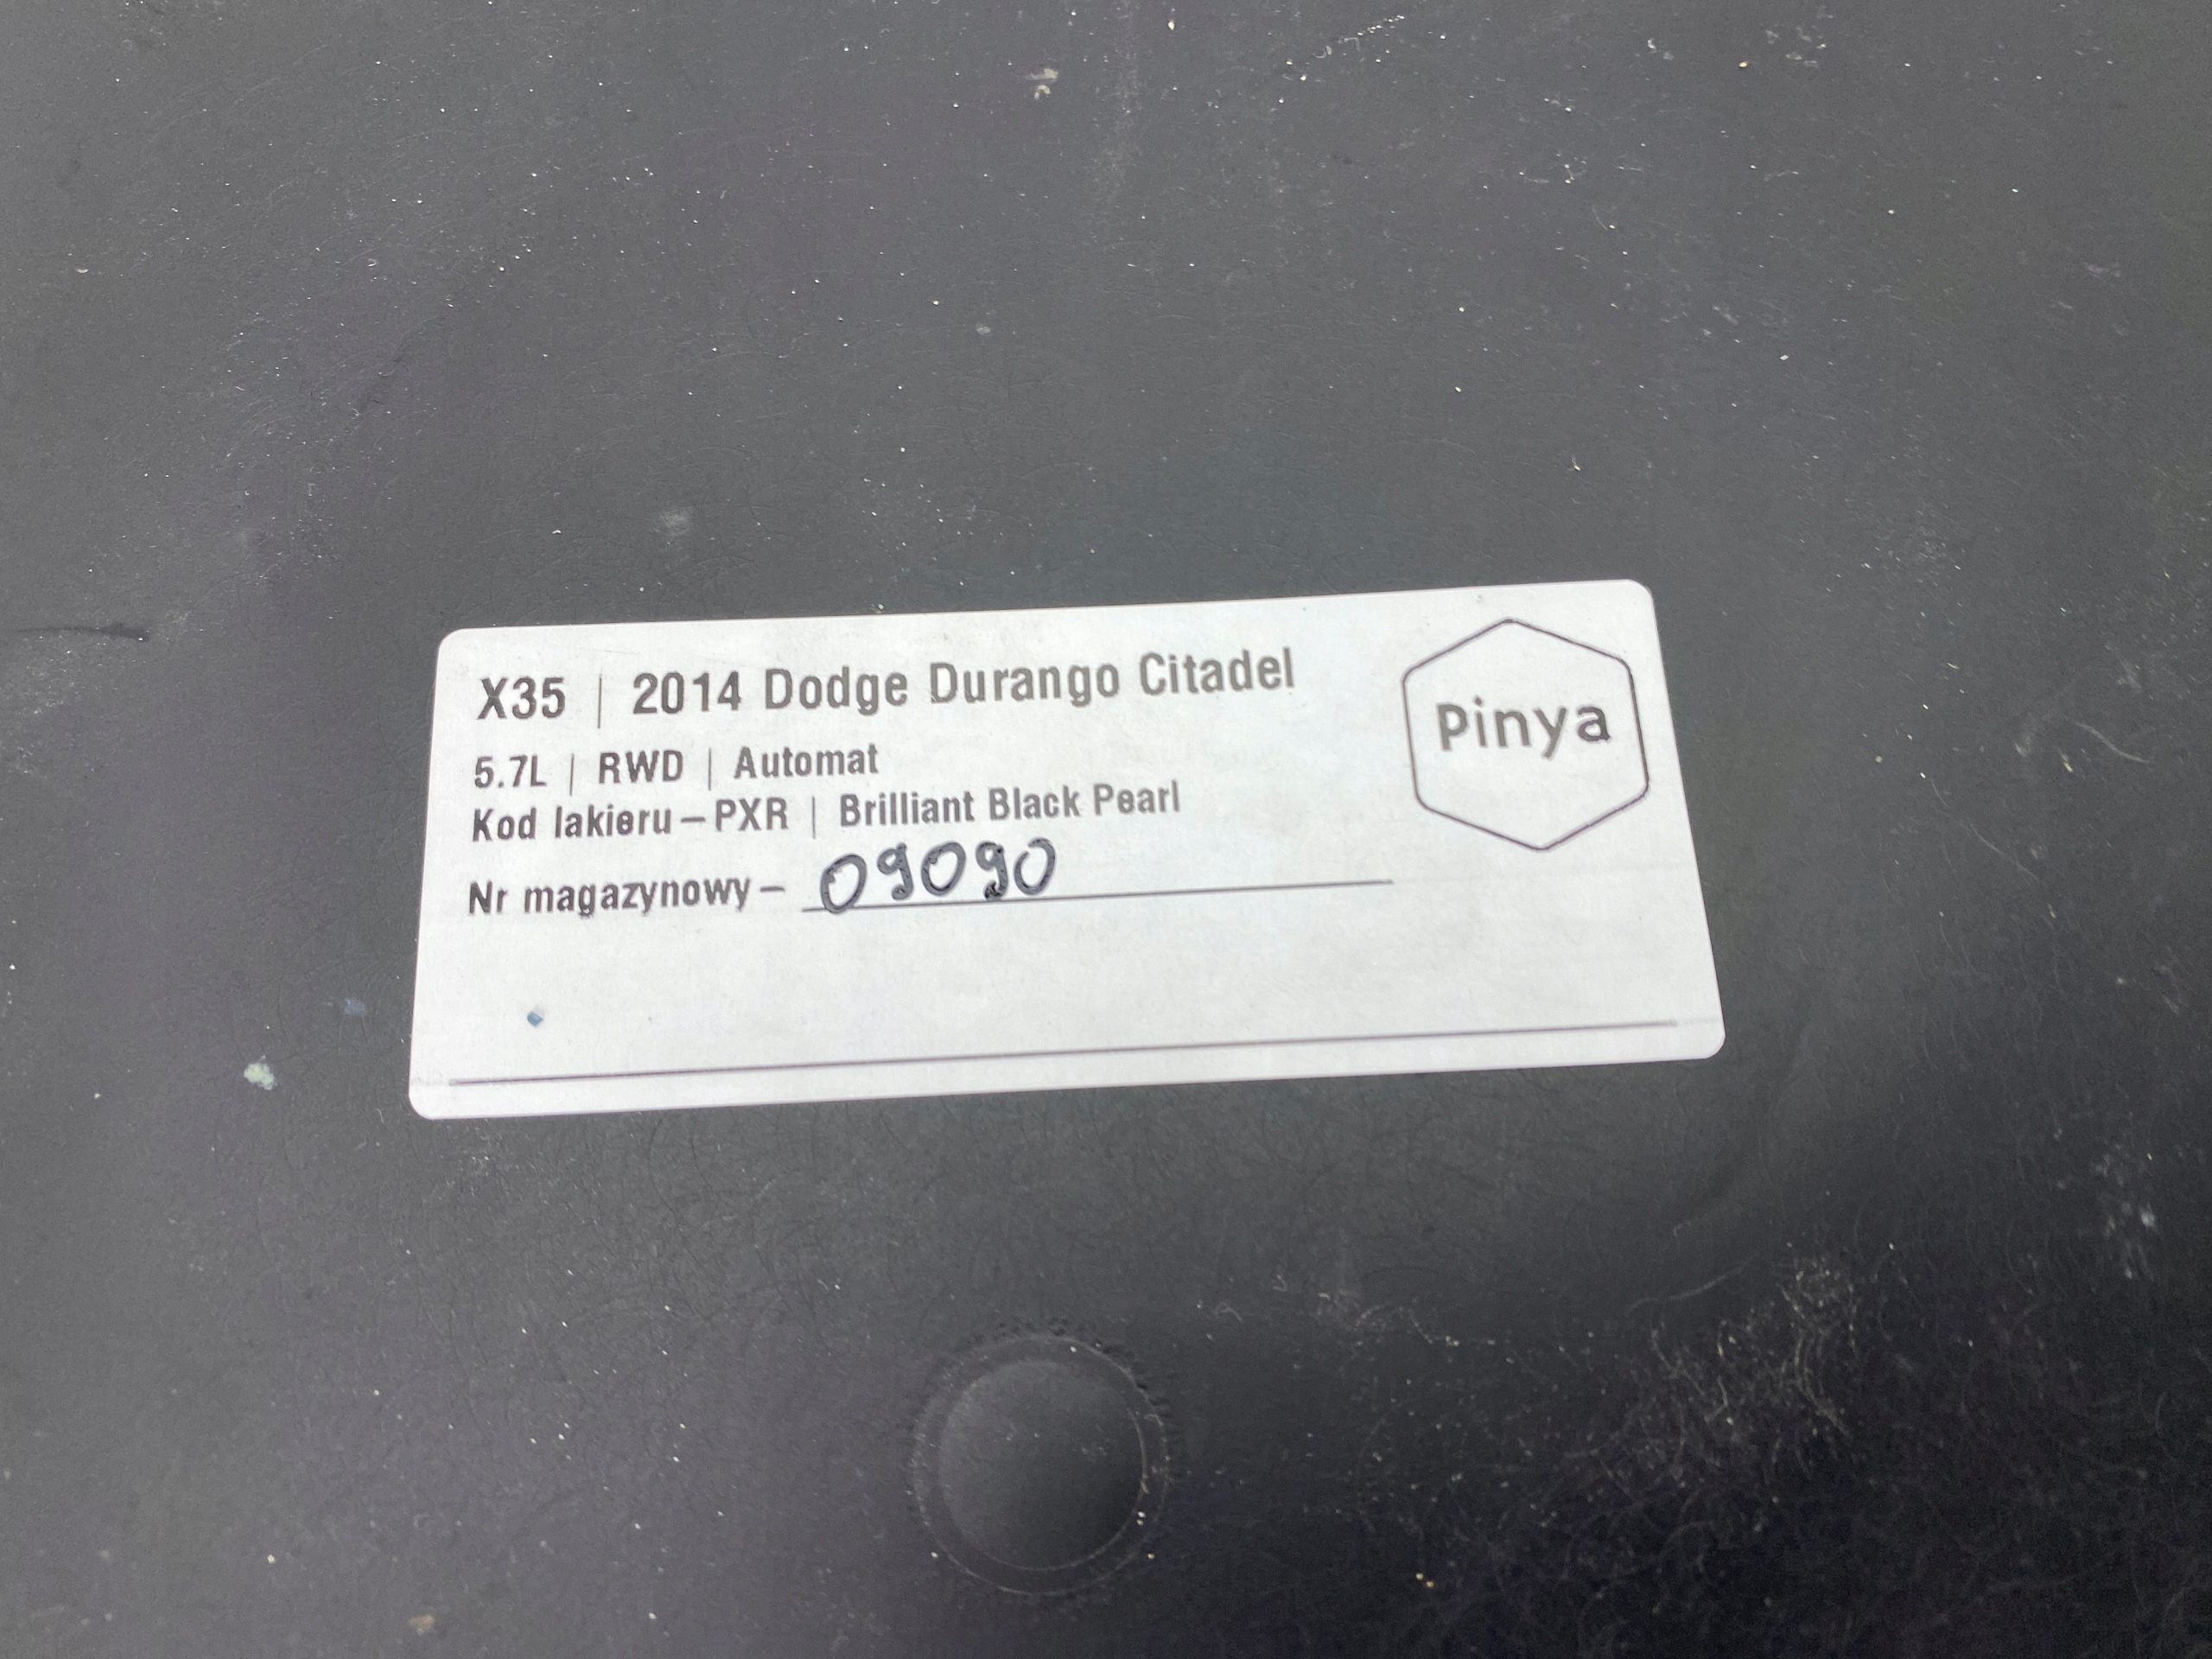 X35 | 2014 Dodge Durango Citadel
5.7L | RWD | Automat
Kod lakieru – PXR | Brilliant Black Pearl
Nr magazynowy – 09090
Pinya